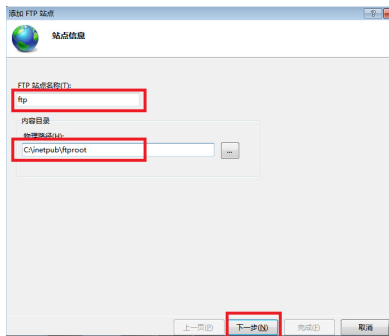 添加 FTP 站点
站点信息
FTP 站点名称(T):
ftp
内容目录
物理路径(H):
C:\inetpub\ftproot
...
上一页(P) 下一步(N) 完成(F) 取消